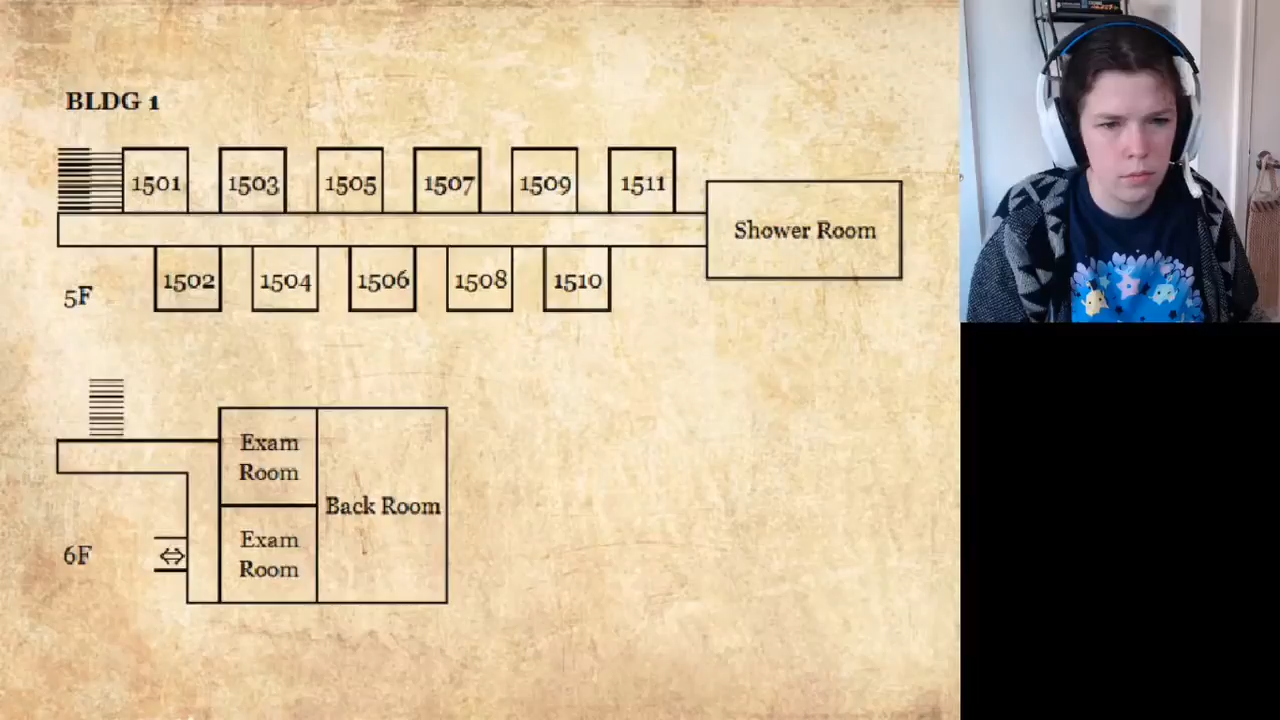 BLDG 1
1501 1503 1505 1507 1509 1511
Shower Room
1502 1504 1506 1508 1510
5F
Exam
Room
Back Room
Exam
Room
6F